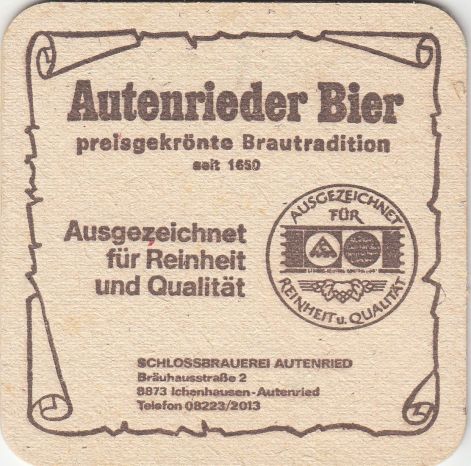 Autenrieder Bier
preisgekrönte Brautradition
seit 1650
Ausgezeichnet
für Reinheit
und Qualität
AUSGEZEICHNET
FÜR
REINHEIT u. QUALITÄT
SCHLOSSBRAUEREI AUTENRIED
Bräuhausstraße 2
8873 Ichenhausen-Autenried
Telefon 08223/2013